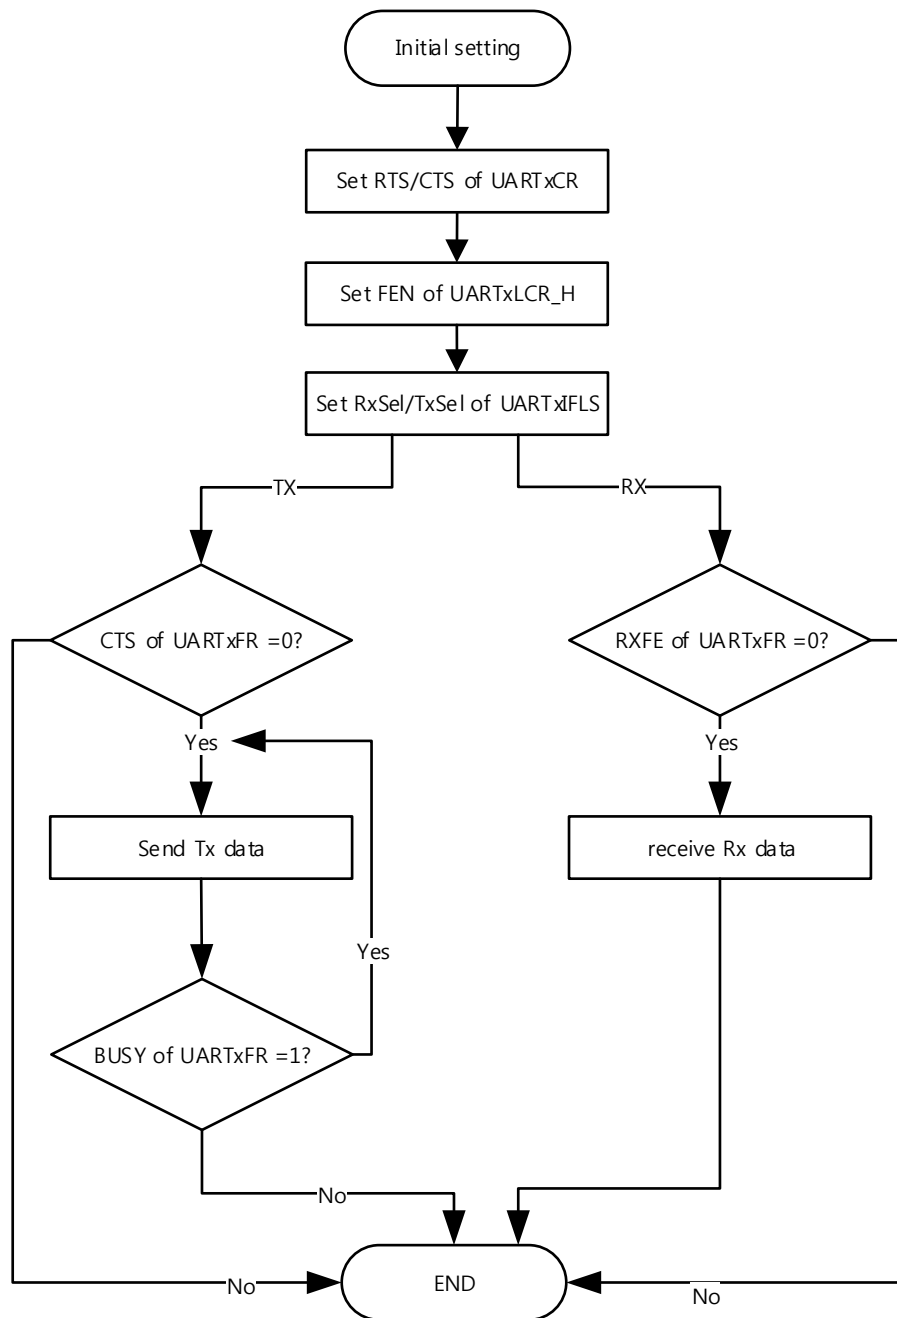 Initial setting
Set RTS/CTS of UARTxCR
Set FEN of UARTxLCR_H
Set RxSel/TxSel of UARTxIFLS
TX
RX
CTS of UARTxFR =0?
RXFE of UARTxFR =0?
Yes
Yes
Send Tx data
receive Rx data
Yes
BUSY of UARTxFR =1?
No
No
END
No